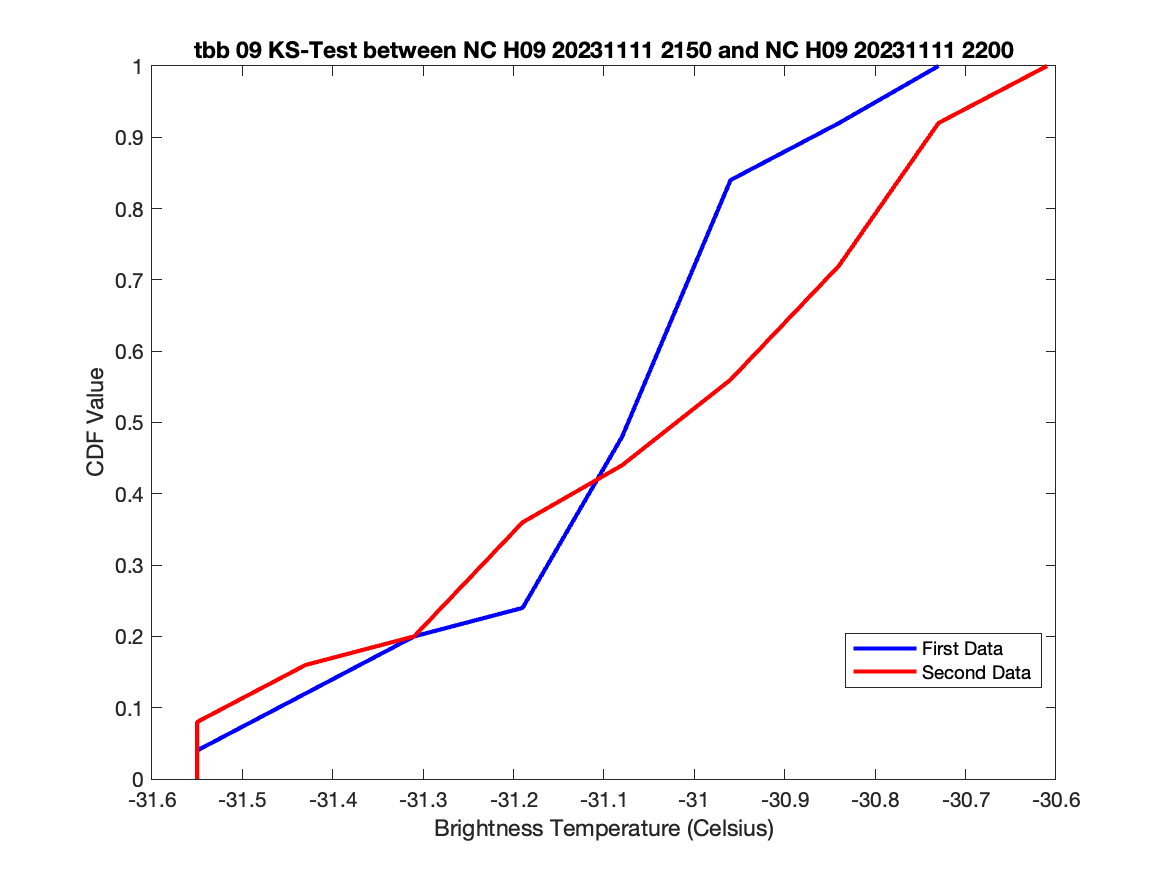 tbb 09 KS-Test between NC H09 20231111 2150 and NC H09 20231111 2200
1
0.9
0.8
0.7
0.6
0.5
0.4
0.3
0.2
0.1
0
CDF Value
First Data
Second Data
-31.6 -31.5 -31.4 -31.3 -31.2 -31.1 -31 -30.9 -30.8 -30.7 -30.6
Brightness Temperature (Celsius)